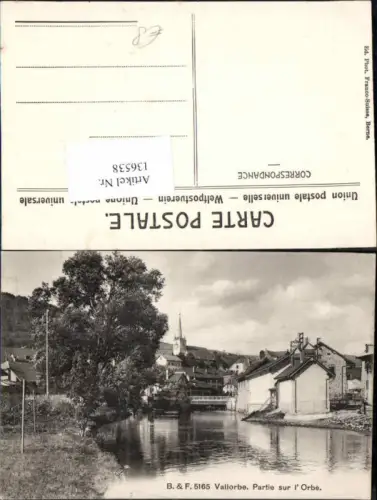 CARTE POSTALE.
Union postale universelle — Weltpostverein — Unione postale universale
CORRESPONDANCE
Artikel Nr.
136538
Ed. Phot. Franco-Suisse, Berne.
B. & F. 5165 Vallorbe. Partie sur l'Orbe.